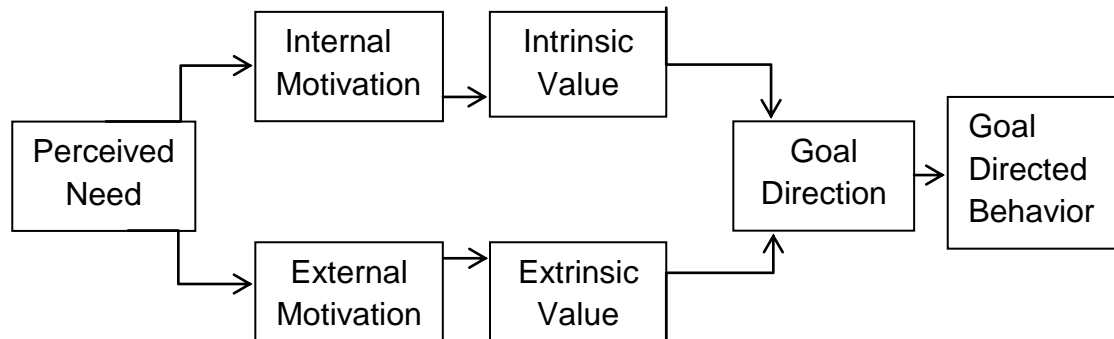 Internal
Motivation
Intrinsic
Value
Perceived
Need
Goal
Direction
Goal
Directed
Behavior
External
Motivation
Extrinsic
Value